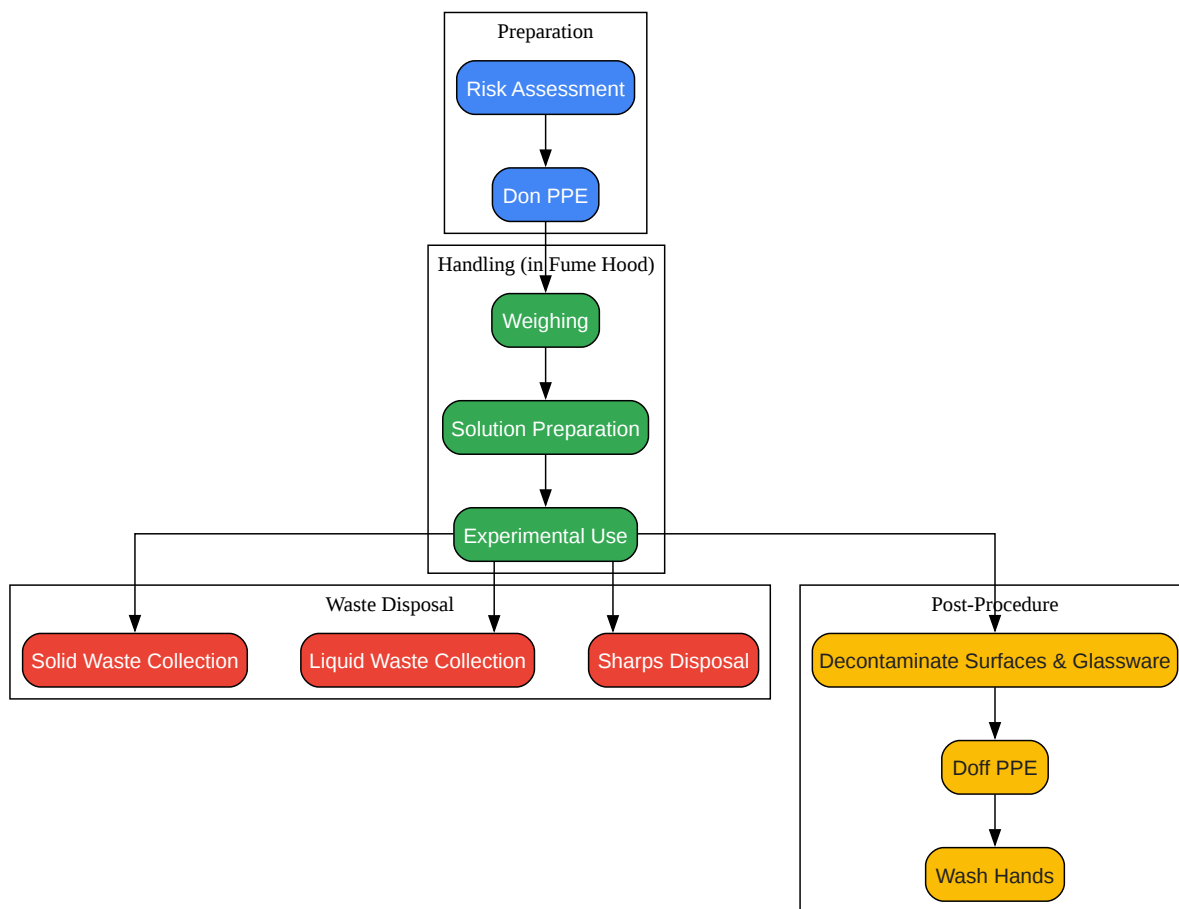 Preparation
Risk Assessment
Don PPE
Handling (in Fume Hood)
Weighing
Solution Preparation
Experimental Use
Waste Disposal
Solid Waste Collection
Liquid Waste Collection
Sharps Disposal
Post-Procedure
Decontaminate Surfaces & Glassware
Doff PPE
Wash Hands